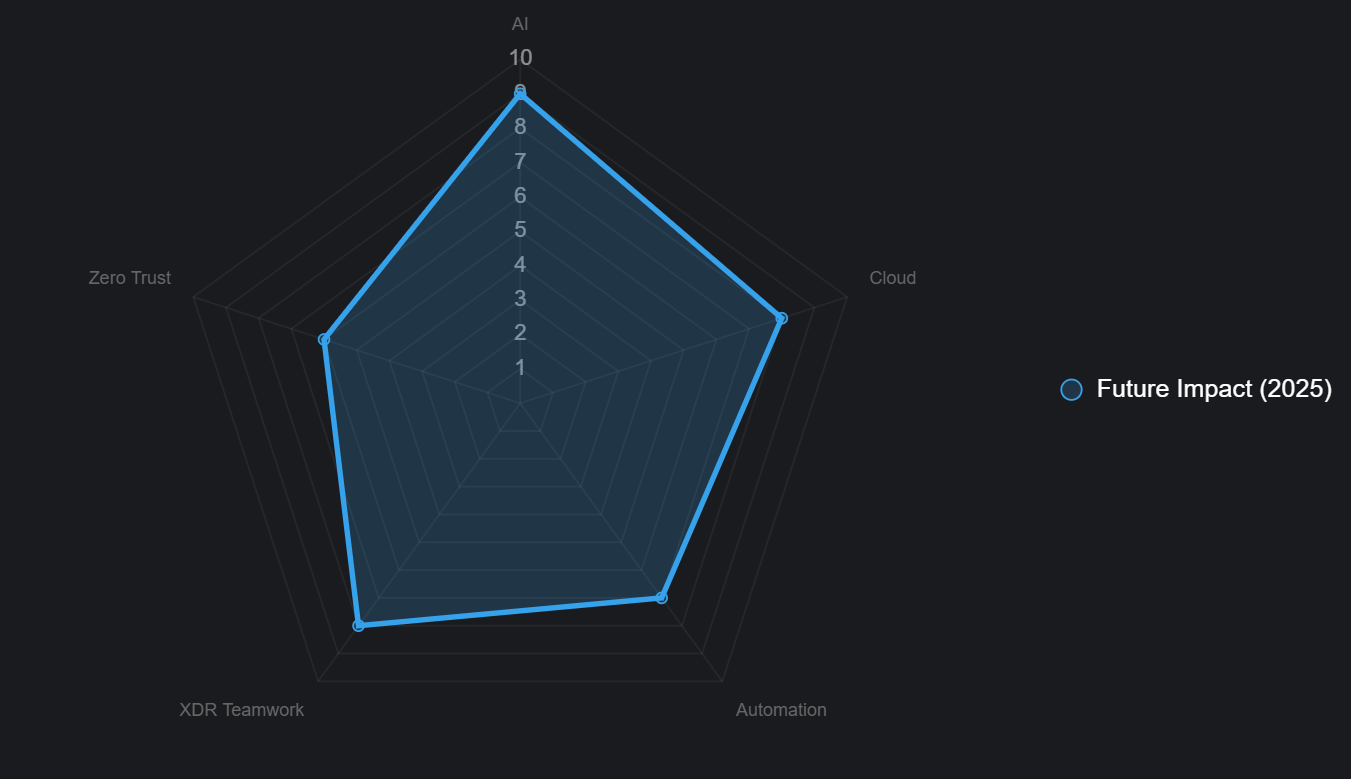 AI
10
9
8
7
6
5
4
3
2
1
Zero Trust
Cloud
Future Impact (2025)
XDR Teamwork
Automation